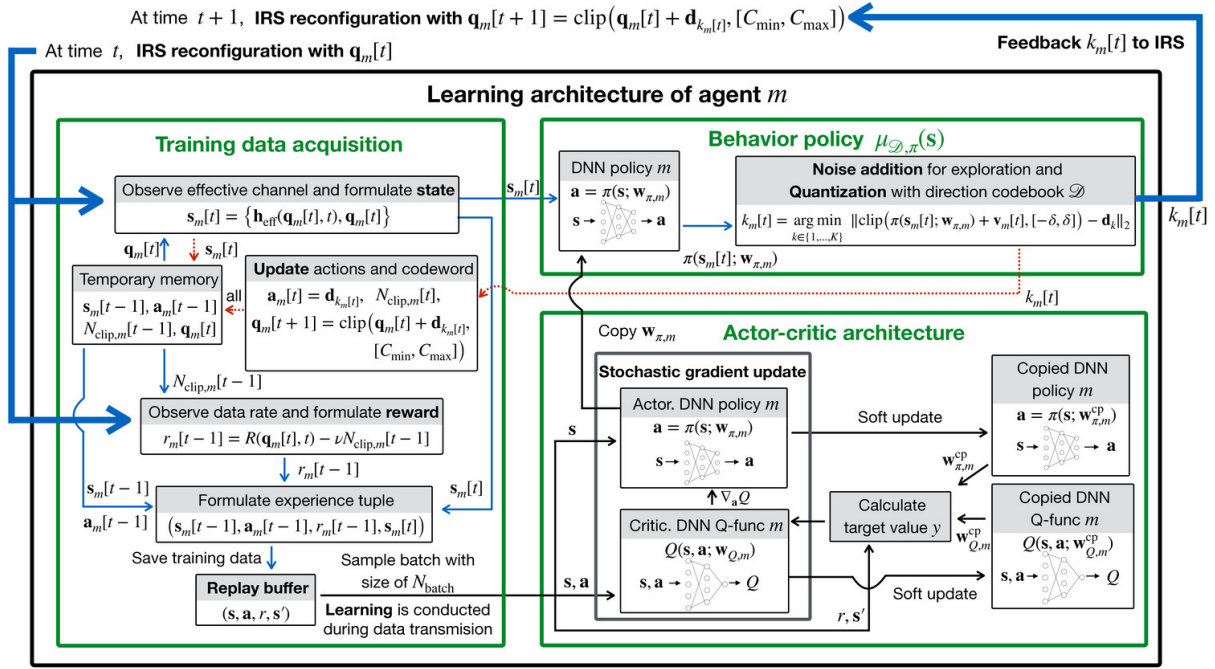 At time t + 1, IRS reconfiguration with q_m[t + 1] = clip(q_m[t] + d_{k_m[t]}, [C_min, C_max])
At time t, IRS reconfiguration with q_m[t]
Feedback k_m[t] to IRS
Learning architecture of agent m
Training data acquisition
Observe effective channel and formulate state
s_m[t] = {h_eff(q_m[t], t), q_m[t]}
q_m[t]
s_m[t]
Temporary memory
s_m[t − 1], a_m[t − 1]
N_{clip,m}[t − 1], q_m[t]
all
Update actions and codeword
a_m[t] = d_{k_m[t]}, N_{clip,m}[t],
q_m[t + 1] = clip(q_m[t] + d_{k_m[t]},
[C_min, C_max])
N_{clip,m}[t − 1]
Observe data rate and formulate reward
r_m[t − 1] = R(q_m[t], t) − νN_{clip,m}[t − 1]
r_m[t − 1]
s_m[t − 1]
a_m[t − 1]
s_m[t]
Formulate experience tuple
(s_m[t − 1], a_m[t − 1], r_m[t − 1], s_m[t])
Save training data
Replay buffer
(s, a, r, s′)
Sample batch with
size of N_batch
Learning is conducted
during data transmision
s_m[t]
Behavior policy μ_{𝒟,π}(s)
DNN policy m
a = π(s; w_{π,m})
s → a
π(s_m[t]; w_{π,m})
Noise addition for exploration and
Quantization with direction codebook 𝒟
k_m[t] = arg min ‖clip(π(s_m[t]; w_{π,m}) + v_m[t], [−δ, δ]) − d_k‖_2
k∈{1,...,K}
k_m[t]
k_m[t]
Actor-critic architecture
Copy w_{π,m}
Stochastic gradient update
Actor. DNN policy m
a = π(s; w_{π,m})
s → a
s
∇_a Q
Critic. DNN Q-func m
Q(s, a; w_{Q,m})
s, a → Q
s, a
Soft update
Copied DNN
policy m
a = π(s; w^cp_{π,m})
s → a
w^cp_{π,m}
Calculate
target value y
w^cp_{Q,m}
Copied DNN
Q-func m
Q(s, a; w^cp_{Q,m})
s, a → Q
Soft update
r, s′